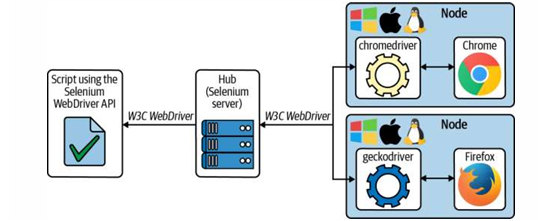 Script using the
Selenium
WebDriver API
W3C WebDriver
Hub
(Selenium
server)
W3C WebDriver
Node
chromedriver
Chrome
Node
geckodriver
Firefox